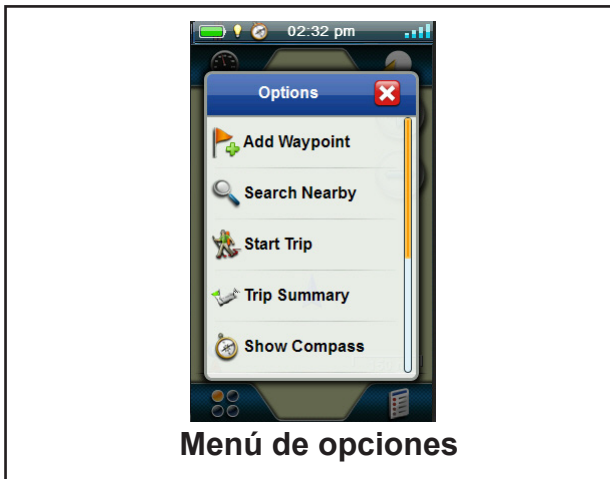 02:32 pm
Options
Add Waypoint
Search Nearby
Start Trip
Trip Summary
Show Compass
Menú de opciones